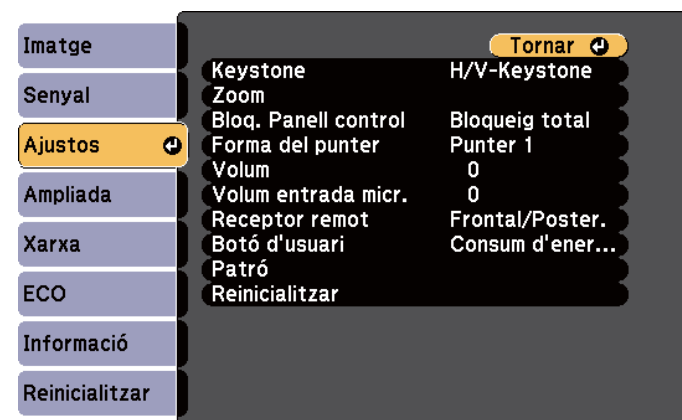 Imatge
Senyal
Ajustos
Ampliada
Xarxa
ECO
Informació
Reinicialitzar
Tornar
Keystone H/V-Keystone
Zoom
Bloq. Panell control Bloqueig total
Forma del punter Punter 1
Volum 0
Volum entrada micr. 0
Receptor remot Frontal/Poster.
Botó d'usuari Consum d'ener...
Patró
Reinicialitzar